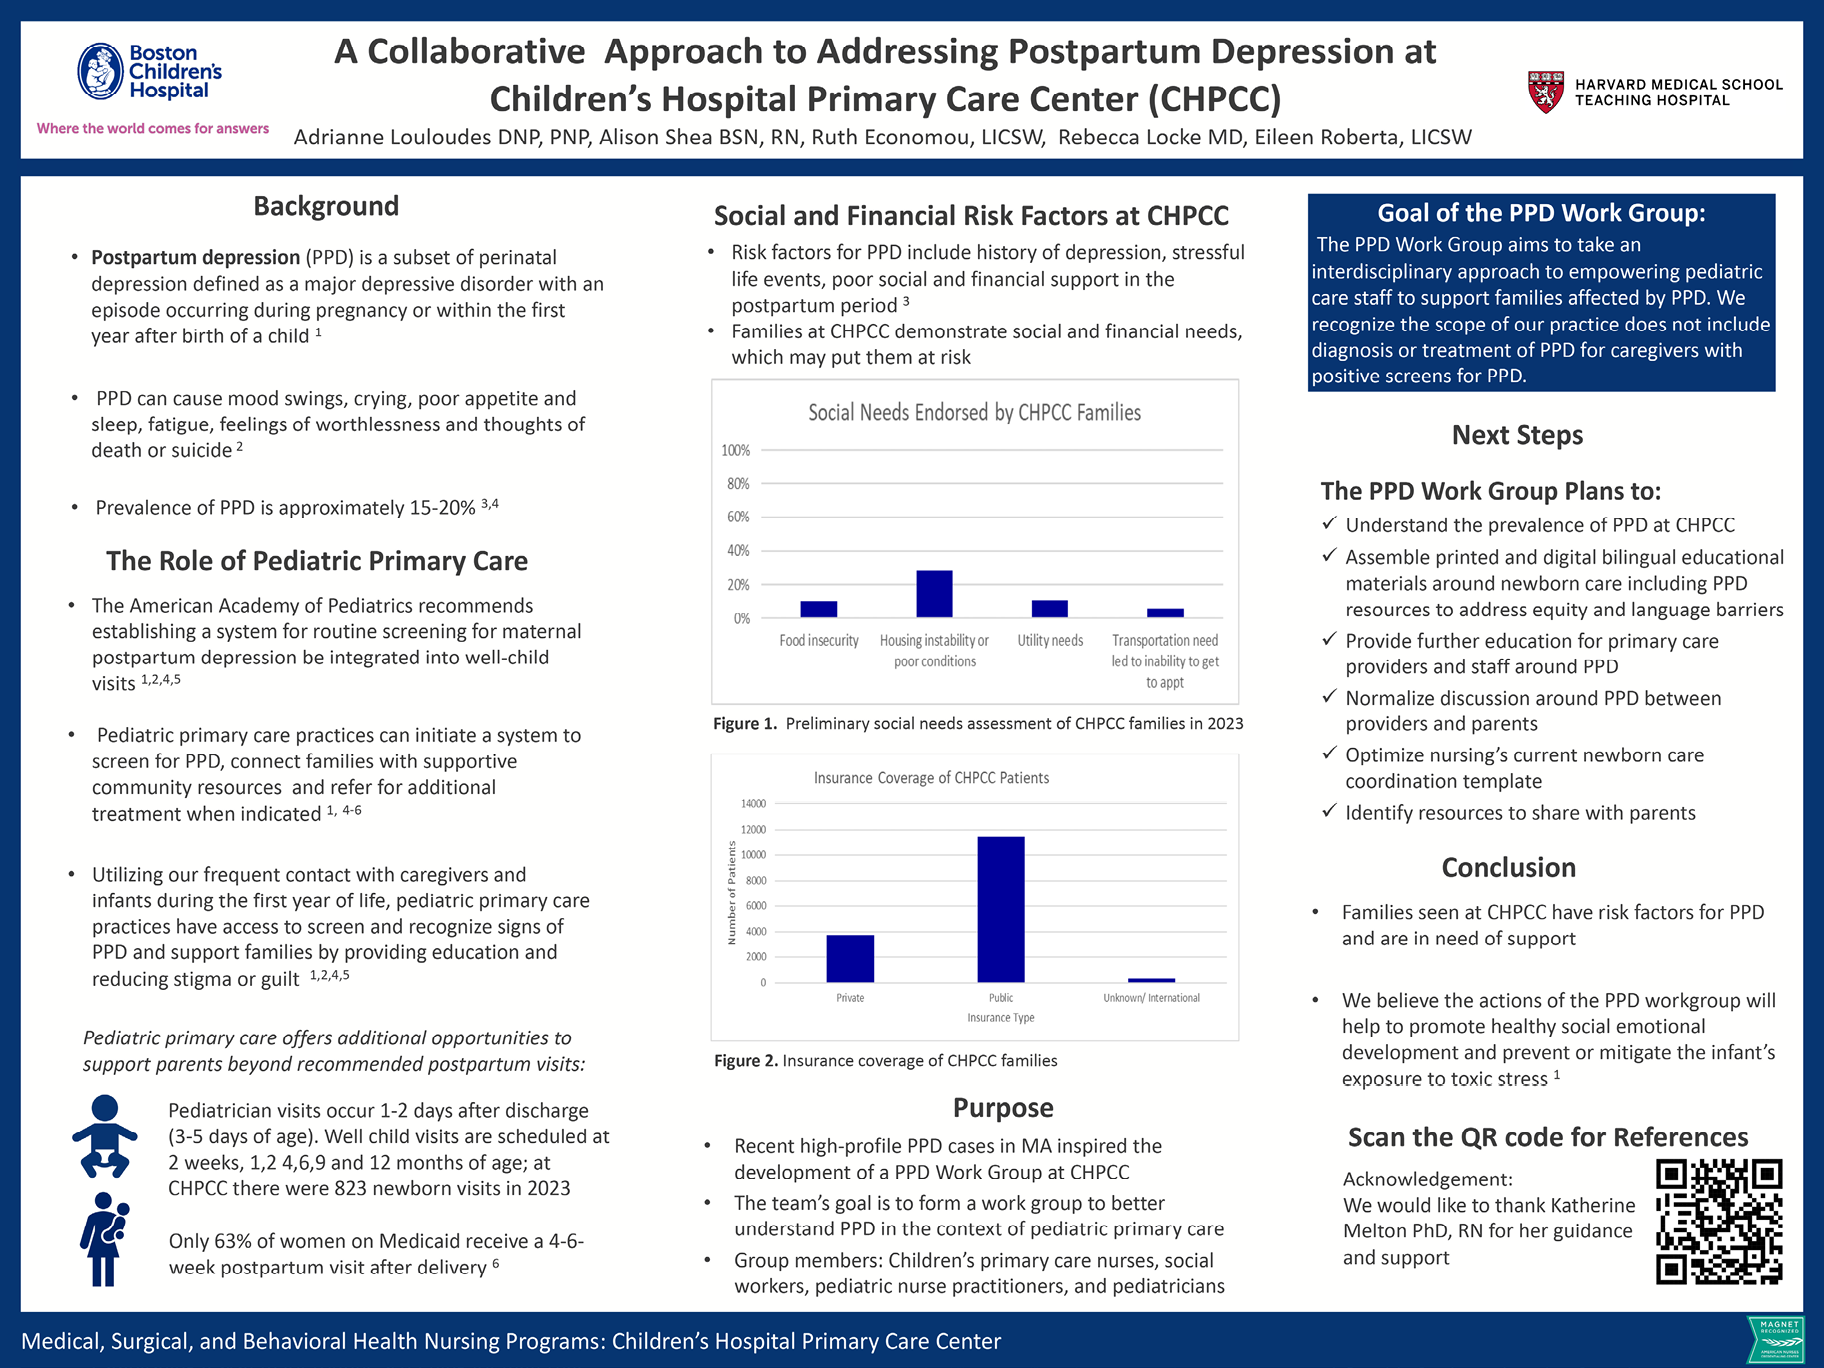 Boston
Children's
Hospital
Where the world comes for answers
A Collaborative  Approach to Addressing Postpartum Depression at
Children's Hospital Primary Care Center (CHPCC)
Adrianne Louloudes DNP, PNP, Alison Shea BSN, RN, Ruth Economou, LICSW,  Rebecca Locke MD, Eileen Roberta, LICSW
HARVARD MEDICAL SCHOOL
TEACHING HOSPITAL
Background
• Postpartum depression (PPD) is a subset of perinatal
depression defined as a major depressive disorder with an
episode occurring during pregnancy or within the first
year after birth of a child 1
• PPD can cause mood swings, crying, poor appetite and
sleep, fatigue, feelings of worthlessness and thoughts of
death or suicide 2
• Prevalence of PPD is approximately 15-20% 3,4
The Role of Pediatric Primary Care
• The American Academy of Pediatrics recommends
establishing a system for routine screening for maternal
postpartum depression be integrated into well-child
visits 1,2,4,5
• Pediatric primary care practices can initiate a system to
screen for PPD, connect families with supportive
community resources  and refer for additional
treatment when indicated 1, 4-6
• Utilizing our frequent contact with caregivers and
infants during the first year of life, pediatric primary care
practices have access to screen and recognize signs of
PPD and support families by providing education and
reducing stigma or guilt  1,2,4,5
Pediatric primary care offers additional opportunities to
support parents beyond recommended postpartum visits:
Pediatrician visits occur 1-2 days after discharge
(3-5 days of age). Well child visits are scheduled at
2 weeks, 1,2 4,6,9 and 12 months of age; at
CHPCC there were 823 newborn visits in 2023
Only 63% of women on Medicaid receive a 4-6-
week postpartum visit after delivery 6
Social and Financial Risk Factors at CHPCC
• Risk factors for PPD include history of depression, stressful
life events, poor social and financial support in the
postpartum period 3
• Families at CHPCC demonstrate social and financial needs,
which may put them at risk
Social Needs Endorsed by CHPCC Families
100%
80%
60%
40%
20%
0%
Food insecurity
Housing instability or
poor conditions
Utility needs
Transportation need
led to inability to get
to appt
Figure 1.  Preliminary social needs assessment of CHPCC families in 2023
Insurance Coverage of CHPCC Patients
Number of Patients
14000
12000
10000
8000
6000
4000
2000
0
Private
Public
Unknown/ International
Insurance Type
Figure 2. Insurance coverage of CHPCC families
Purpose
• Recent high-profile PPD cases in MA inspired the
development of a PPD Work Group at CHPCC
• The team's goal is to form a work group to better
understand PPD in the context of pediatric primary care
• Group members: Children's primary care nurses, social
workers, pediatric nurse practitioners, and pediatricians
Goal of the PPD Work Group:
The PPD Work Group aims to take an
interdisciplinary approach to empowering pediatric
care staff to support families affected by PPD. We
recognize the scope of our practice does not include
diagnosis or treatment of PPD for caregivers with
positive screens for PPD.
Next Steps
The PPD Work Group Plans to:
✓ Understand the prevalence of PPD at CHPCC
✓ Assemble printed and digital bilingual educational
materials around newborn care including PPD
resources to address equity and language barriers
✓ Provide further education for primary care
providers and staff around PPD
✓ Normalize discussion around PPD between
providers and parents
✓ Optimize nursing's current newborn care
coordination template
✓ Identify resources to share with parents
Conclusion
• Families seen at CHPCC have risk factors for PPD
and are in need of support
• We believe the actions of the PPD workgroup will
help to promote healthy social emotional
development and prevent or mitigate the infant's
exposure to toxic stress 1
Scan the QR code for References
Acknowledgement:
We would like to thank Katherine
Melton PhD, RN for her guidance
and support
Medical, Surgical, and Behavioral Health Nursing Programs: Children's Hospital Primary Care Center
MAGNET
RECOGNIZED